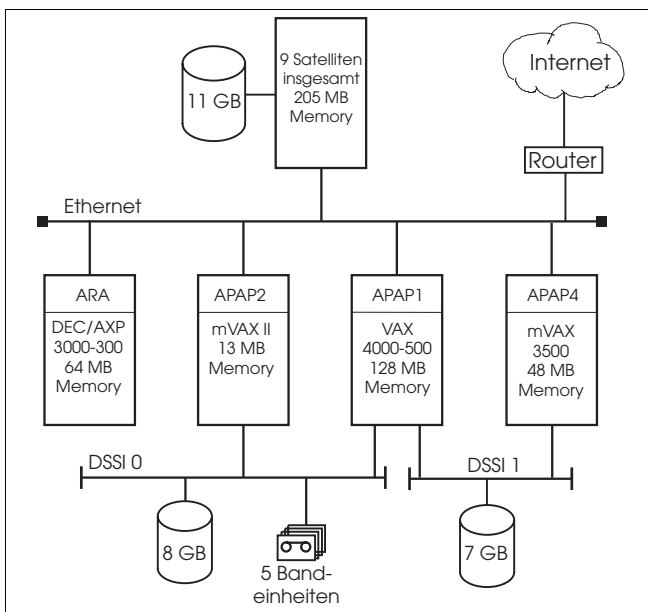 9 Satelliten
insgesamt
205 MB
Memory
11 GB
Internet
Router
Ethernet
ARA
DEC/AXP
3000-300
64 MB
Memory
APAP2
mVAX II
13 MB
Memory
APAP1
VAX
4000-500
128 MB
Memory
APAP4
mVAX
3500
48 MB
Memory
DSSI 0
DSSI 1
8 GB
5 Band-
einheiten
7 GB